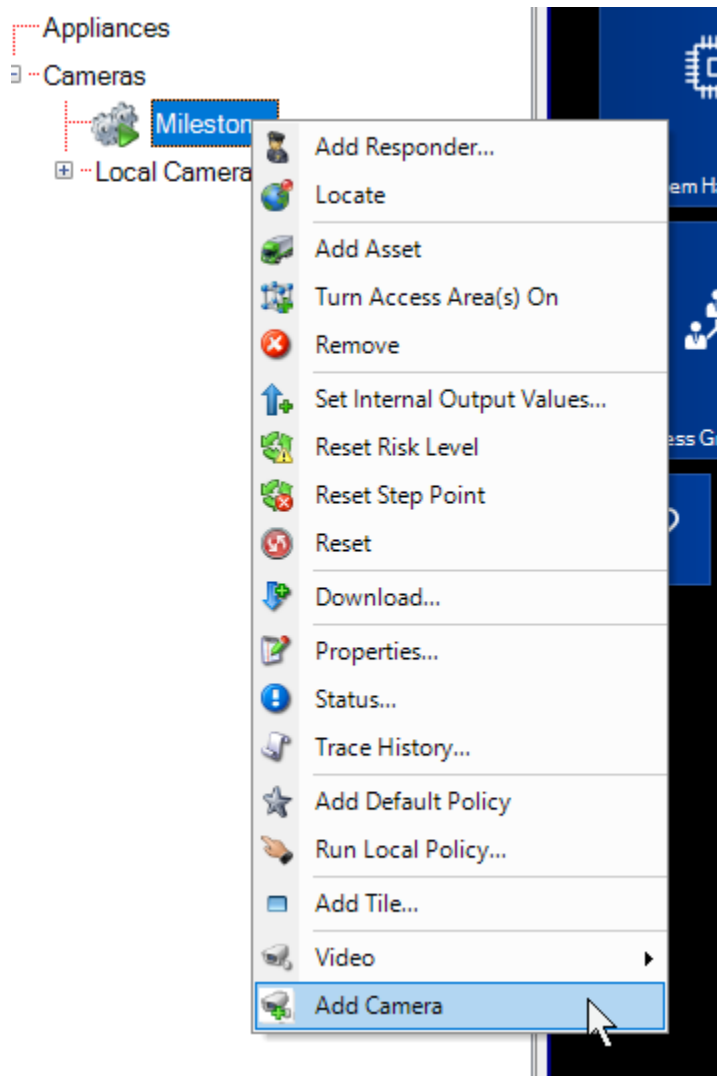 Appliances
Cameras
Local Camera
Add Responder...
Locate
Add Asset
Turn Access Area(s) On
Remove
Set Internal Output Values...
Reset Risk Level
Reset Step Point
Reset
Download...
Properties...
Status...
Trace History...
Add Default Policy
Run Local Policy...
Add Tile...
Video
Add Camera